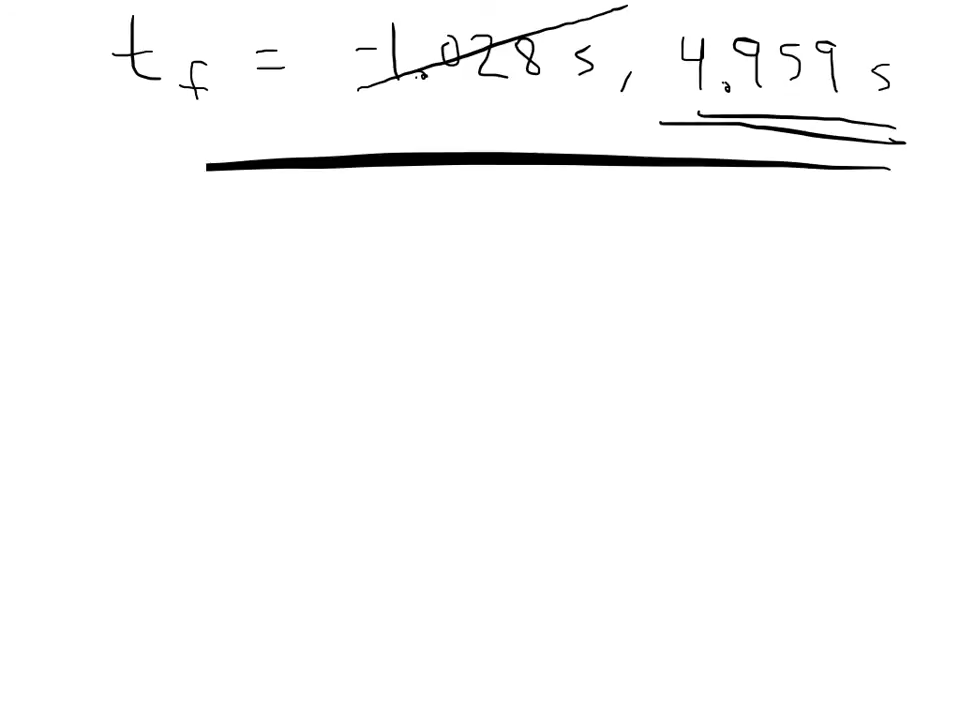 t_f = -1.028 s, 4.959 s